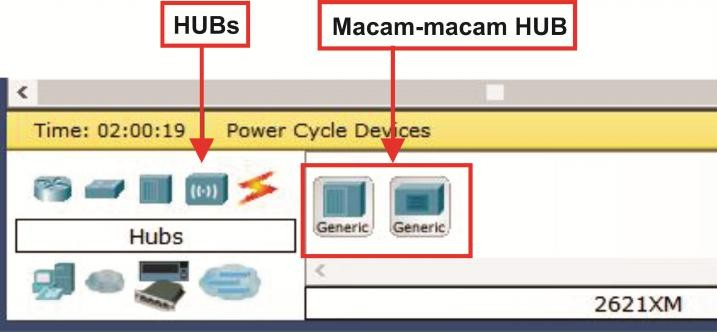 HUBs
Macam-macam HUB
Time: 02:00:19 Power Cycle Devices
Generic Generic
Hubs
2621XM